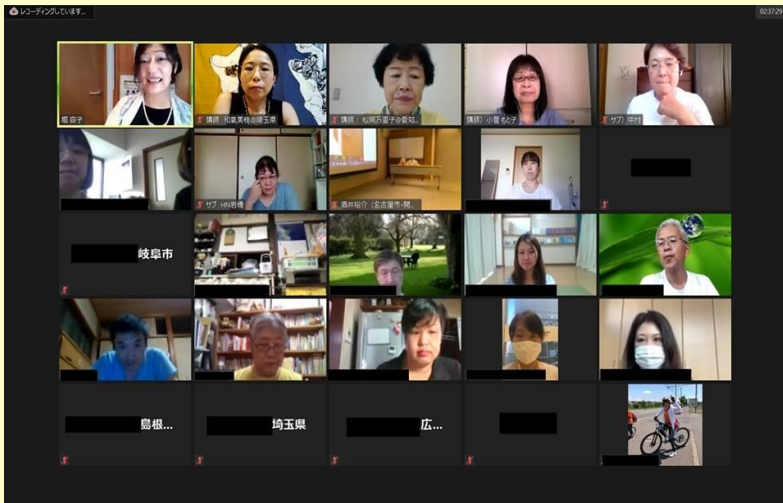 レコーディングしています...
02:37:29
堀 容子
講師 和氣美枝@埼玉県
講師: 松岡万里子@愛知...
講師) 小菅もと子
サブ) 中村
サブ HN岩橋
酒井裕介 (名古屋市・開...
岐阜市
島根...
埼玉県
広...